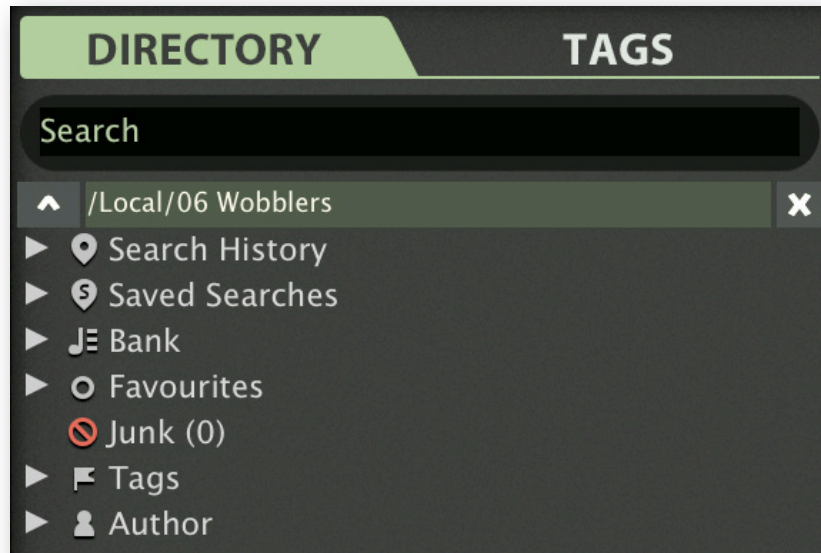 DIRECTORY TAGS
Search
/Local/06 Wobblers
Search History
S Saved Searches
Bank
Favourites
Junk (0)
Tags
Author